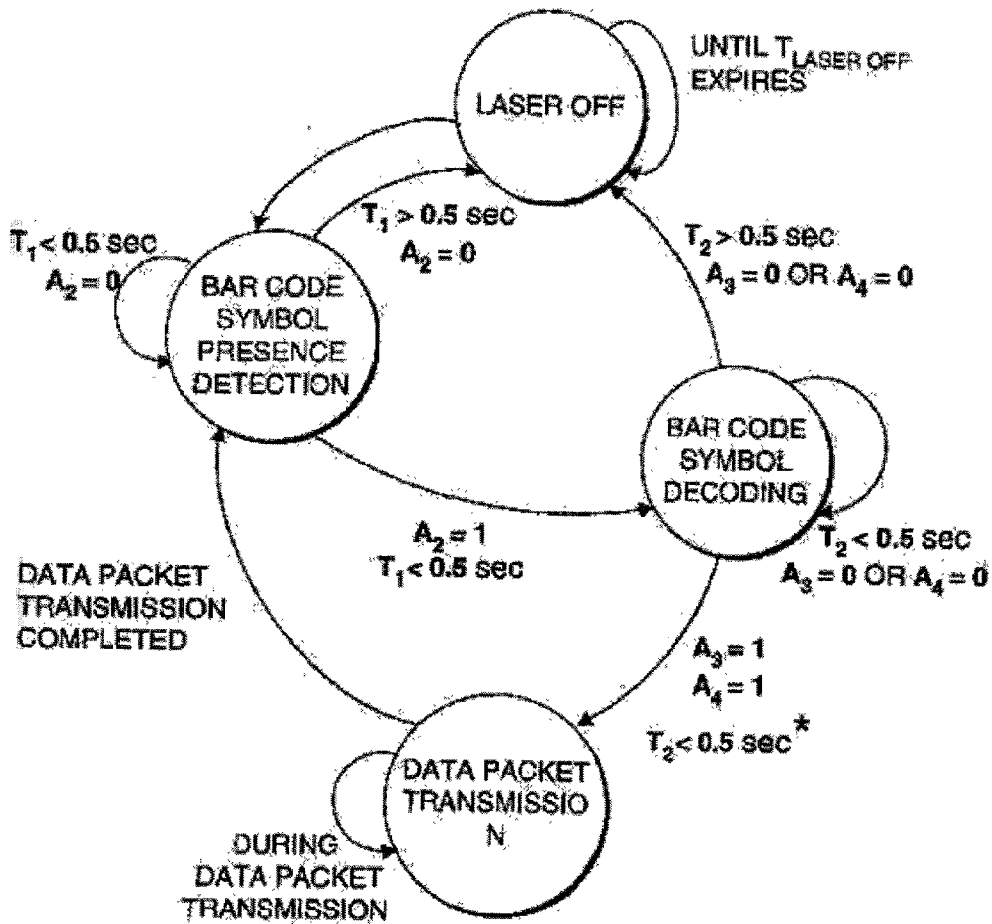 LASER OFF
UNTIL T LASER OFF
EXPIRES
T₁ > 0.5 sec
A₂ = 0
T₁ < 0.5 sec
A₂ = 0
BAR CODE
SYMBOL
PRESENCE
DETECTION
T₂ > 0.5 sec
A₃ = 0 OR A₄ = 0
BAR CODE
SYMBOL
DECODING
T₂ < 0.5 sec
A₃ = 0 OR A₄ = 0
A₂ = 1
T₁ < 0.5 sec
DATA PACKET
TRANSMISSION
COMPLETED
A₃ = 1
A₄ = 1
T₂ < 0.5 sec*
DATA PACKET
TRANSMISSIO
N
DURING
DATA PACKET
TRANSMISSION